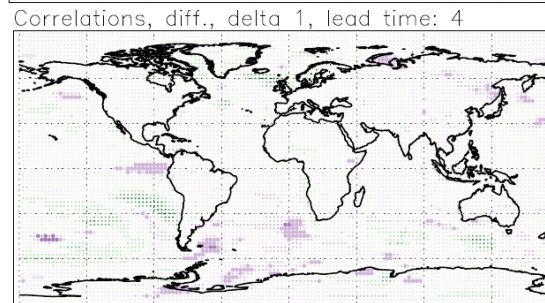 Correlations, diff., delta 1, lead time: 4